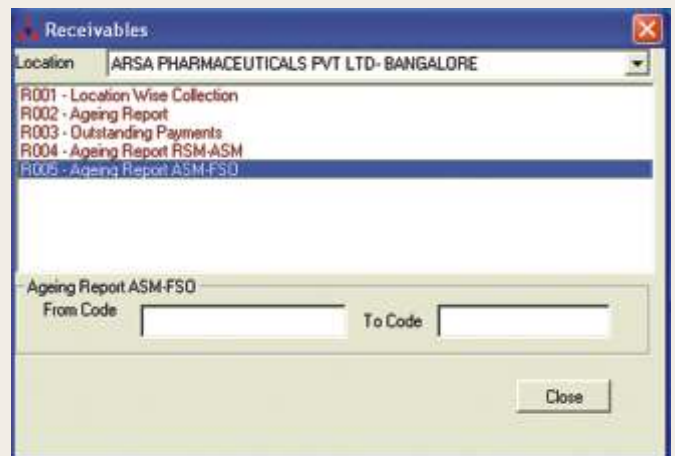 Receivables
Location ARSA PHARMACEUTICALS PVT LTD- BANGALORE
R001 - Location Wise Collection
R002 - Ageing Report
R003 - Outstanding Payments
R004 - Ageing Report RSM-ASM
R005 - Ageing Report ASM-FSO
Ageing Report ASM-FSO
From Code To Code
Close